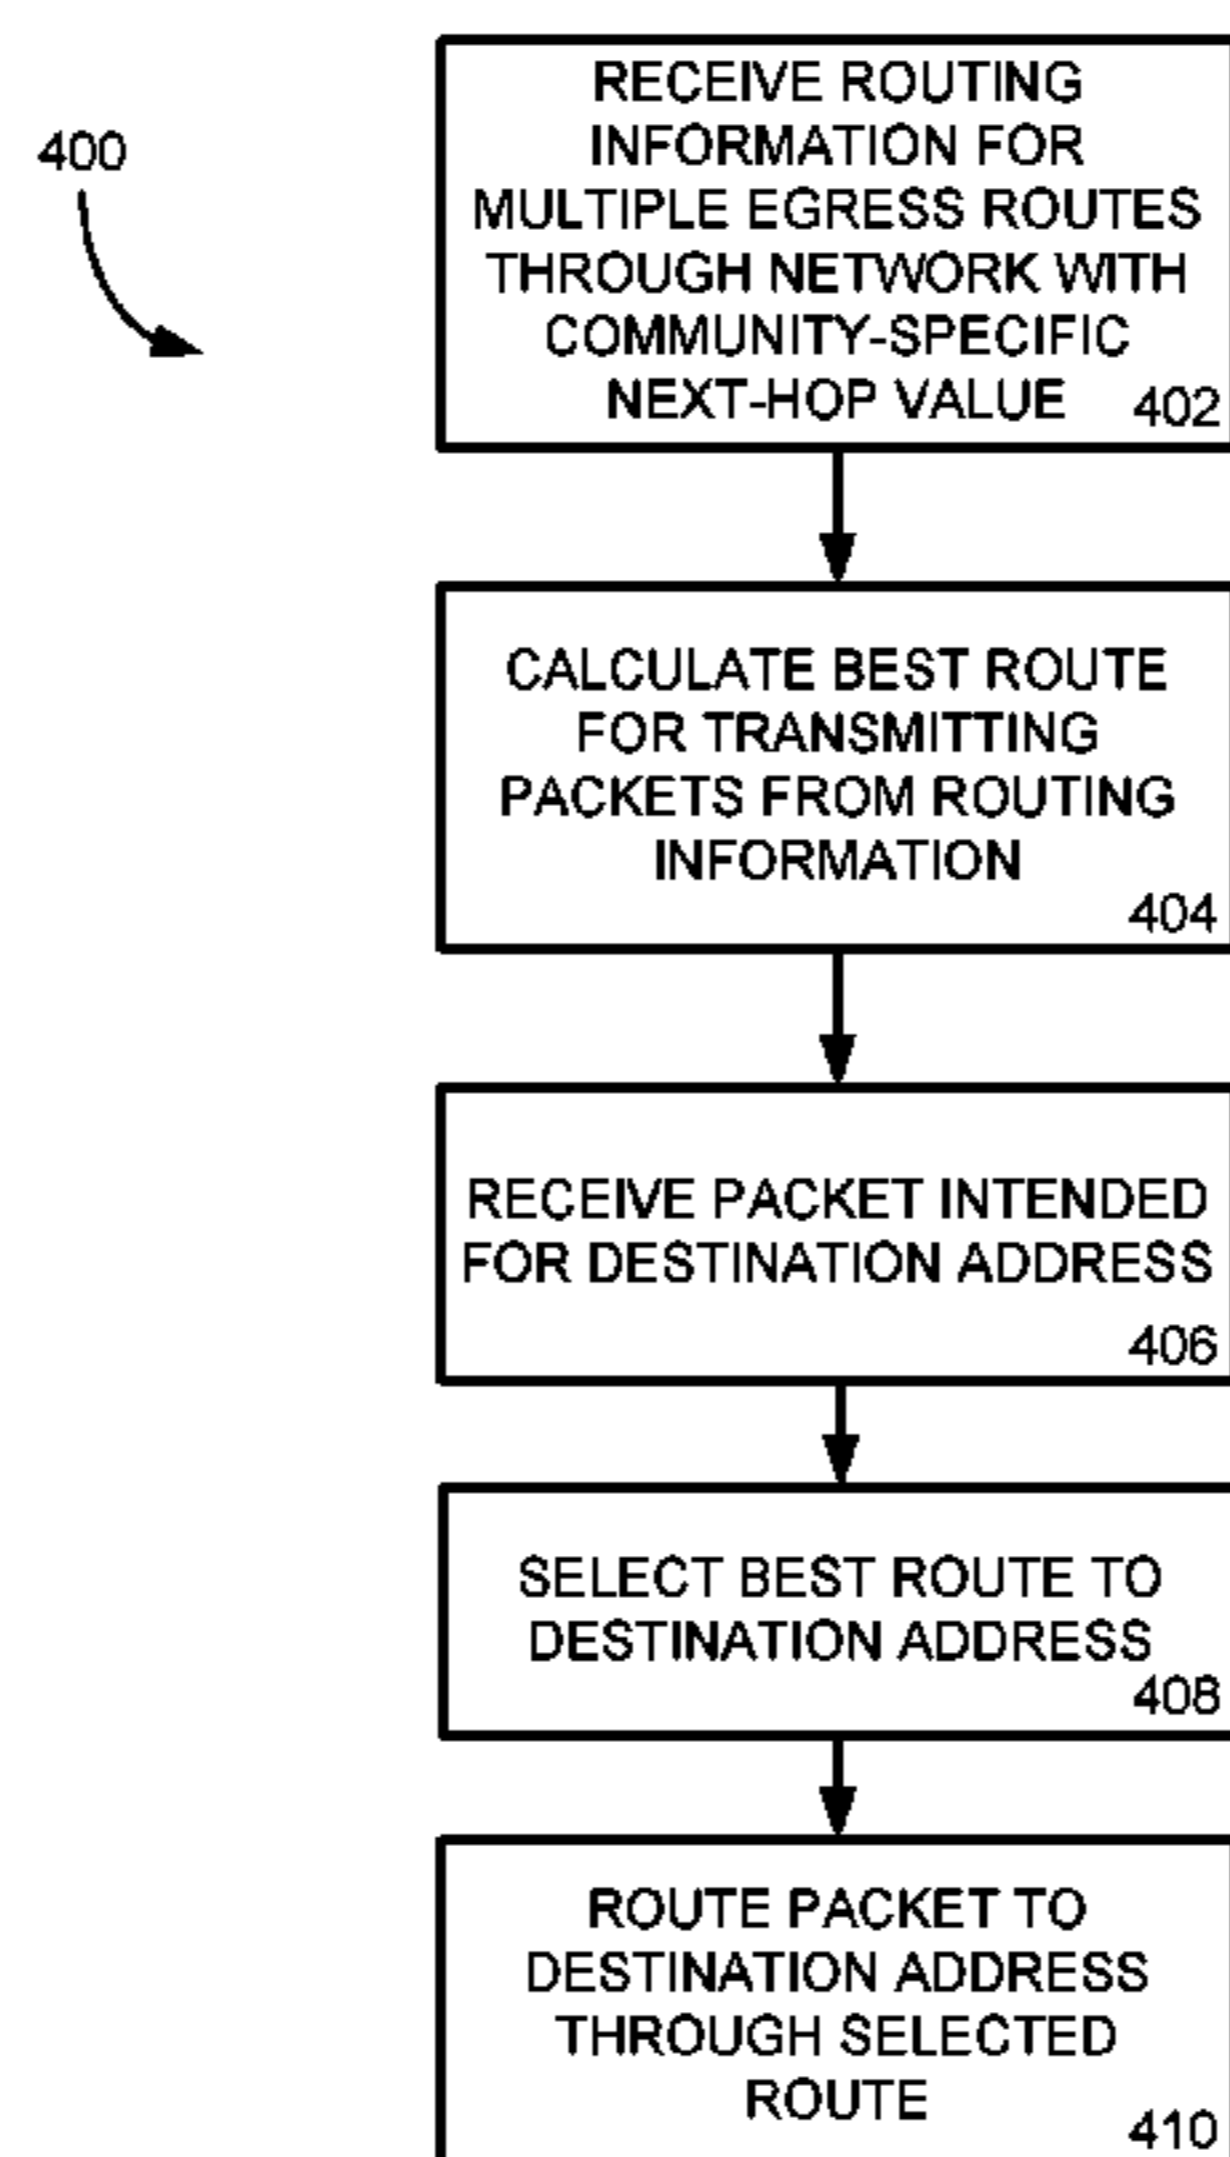 400
RECEIVE ROUTING
INFORMATION FOR
MULTIPLE EGRESS ROUTES
THROUGH NETWORK WITH
COMMUNITY-SPECIFIC
NEXT-HOP VALUE 402
CALCULATE BEST ROUTE
FOR TRANSMITTING
PACKETS FROM ROUTING
INFORMATION
404
RECEIVE PACKET INTENDED
FOR DESTINATION ADDRESS
406
SELECT BEST ROUTE TO
DESTINATION ADDRESS
408
ROUTE PACKET TO
DESTINATION ADDRESS
THROUGH SELECTED
ROUTE
410